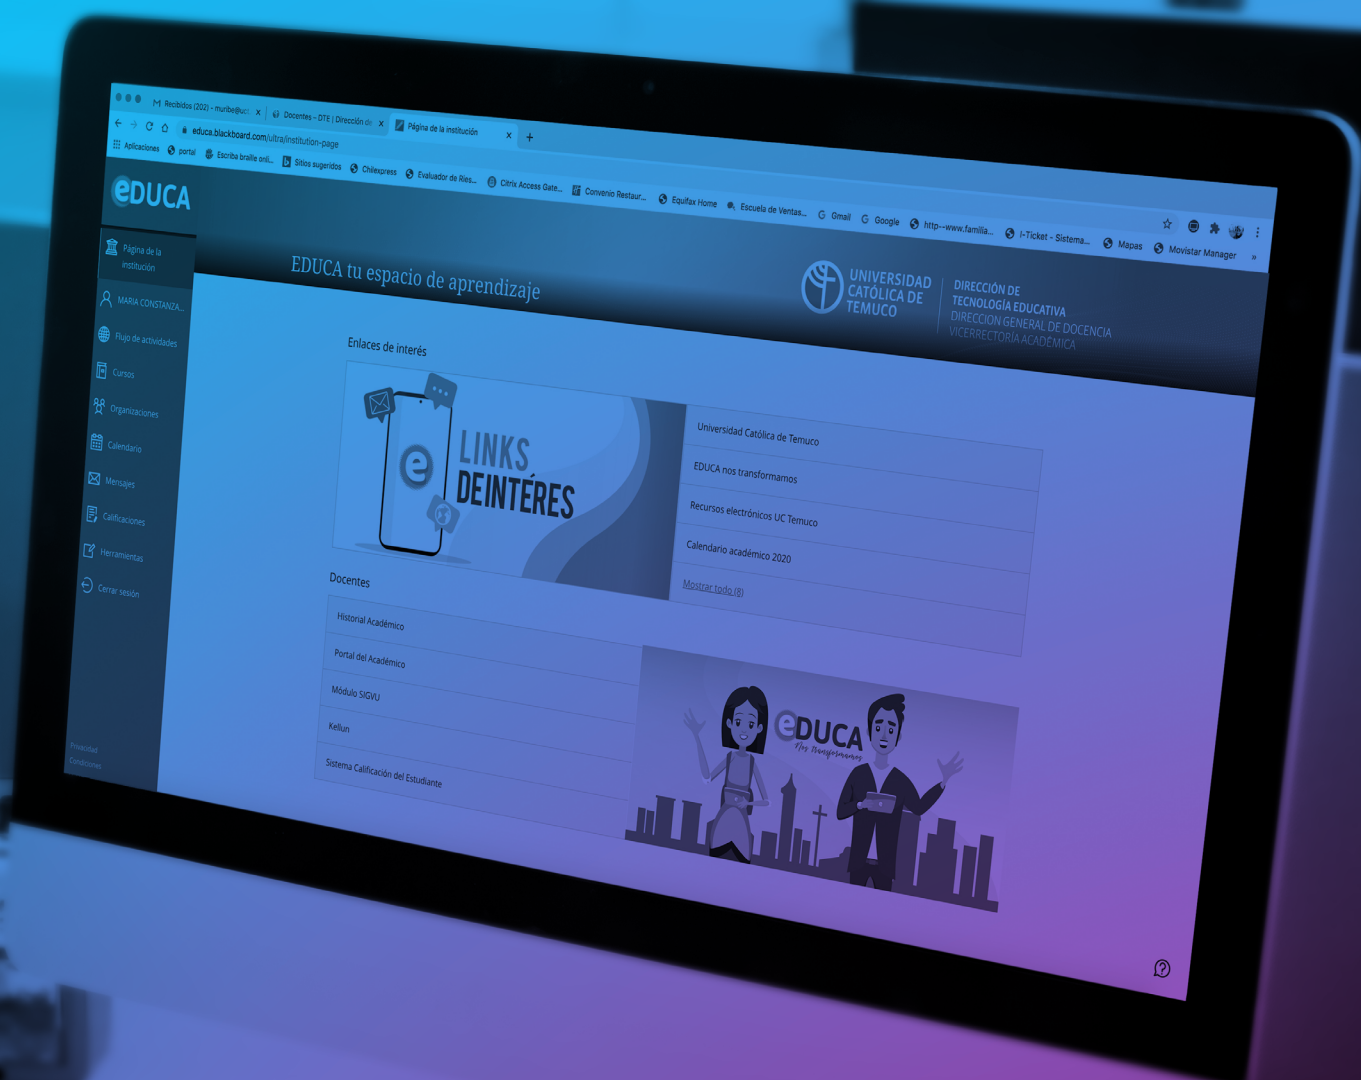 Recibidos (202) - muribe@uc
Docentes – DTE | Dirección de
Página de la institución
educa.blackboard.com/ultra/institution-page
Aplicaciones
portal
Escriba braille onli...
Sitios sugeridos
Chilexpress
Evaluador de Ries...
Citrix Access Gate...
Convenio Restaur...
Equifax Home
Escuela de Ventas...
Gmail
Google
http--www.familia...
I-Ticket - Sistema...
Mapas
Movistar Manager
»
eDUCA
EDUCA tu espacio de aprendizaje
UNIVERSIDAD
CATÓLICA DE
TEMUCO
DIRECCIÓN DE
TECNOLOGÍA EDUCATIVA
DIRECCION GENERAL DE DOCENCIA
VICERRECTORÍA ACADÉMICA
Página de la
institución
MARIA CONSTANZA...
Flujo de actividades
Cursos
Organizaciones
Calendario
Mensajes
Calificaciones
Herramientas
Cerrar sesión
Privacidad
Condiciones
Enlaces de interés
e
LINKS
DEINTÉRES
Universidad Católica de Temuco
EDUCA nos transformamos
Recursos electrónicos UC Temuco
Calendario académico 2020
Mostrar todo (8)
Docentes
Historial Académico
Portal del Académico
Módulo SIGVU
Kellun
Sistema Calificación del Estudiante
eDUCA
Nos transformamos